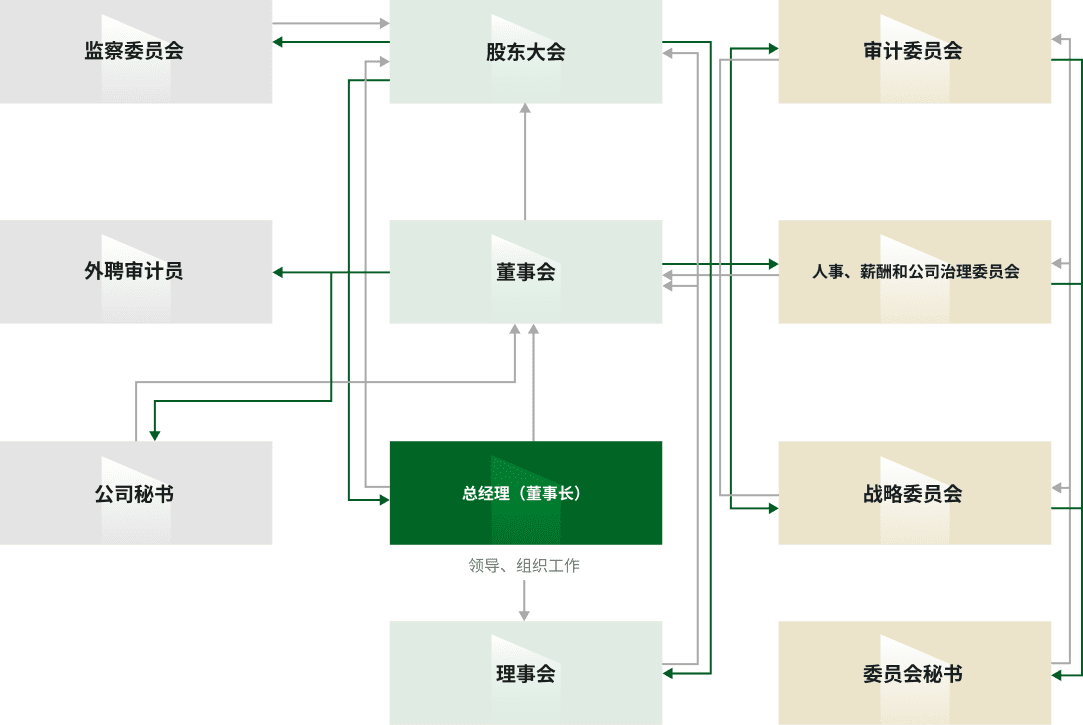 监察委员会
股东大会
审计委员会
外聘审计员
董事会
人事、薪酬和公司治理委员会
公司秘书
总经理（董事长）
战略委员会
领导、组织工作
理事会
委员会秘书